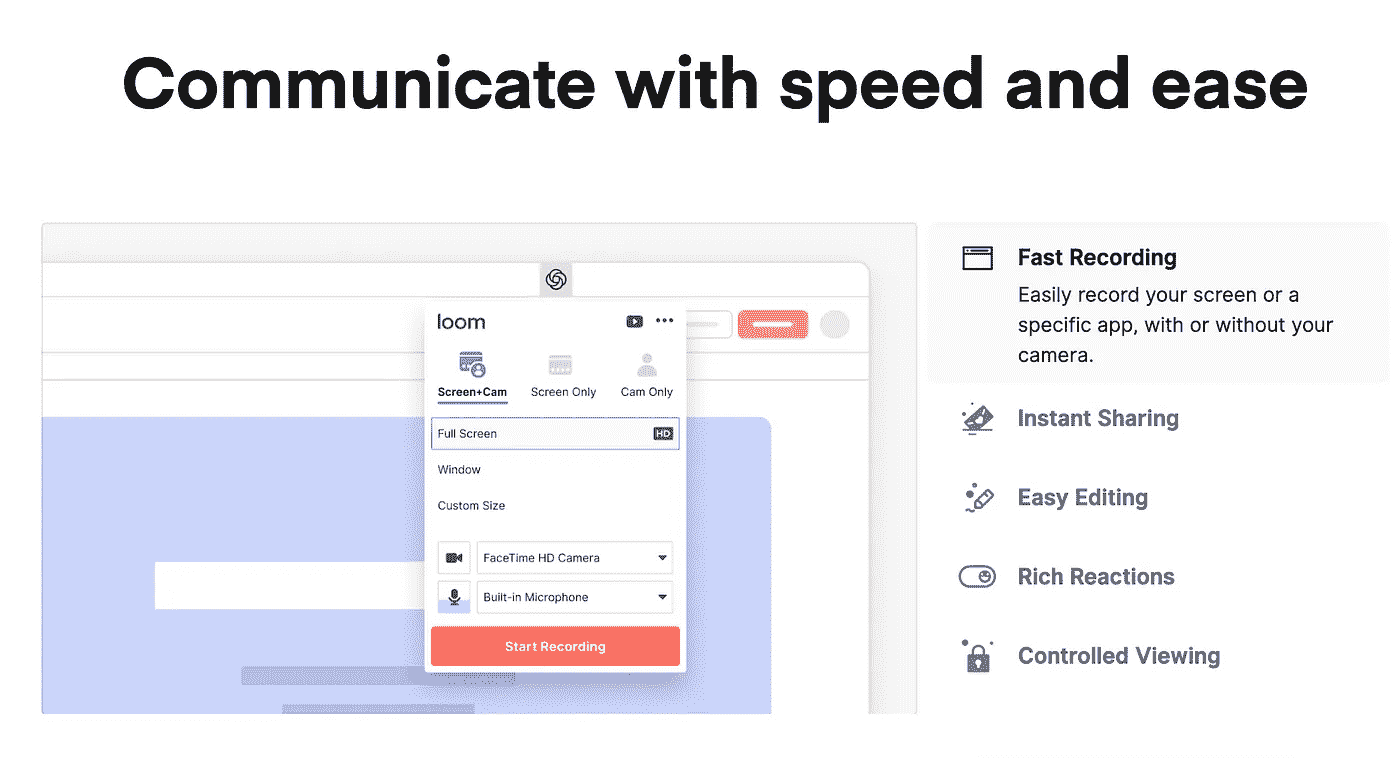 Communicate with speed and ease
loom
Screen+Cam
Screen Only
Cam Only
Full Screen
HD
Window
Custom Size
FaceTime HD Camera
Built-in Microphone
Start Recording
Fast Recording
Easily record your screen or a
specific app, with or without your
camera.
Instant Sharing
Easy Editing
Rich Reactions
Controlled Viewing